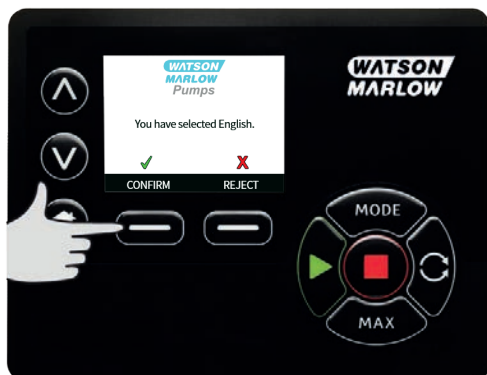 WATSON
MARLOW
Pumps
You have selected English.
CONFIRM REJECT
WATSON
MARLOW
MODE
MAX